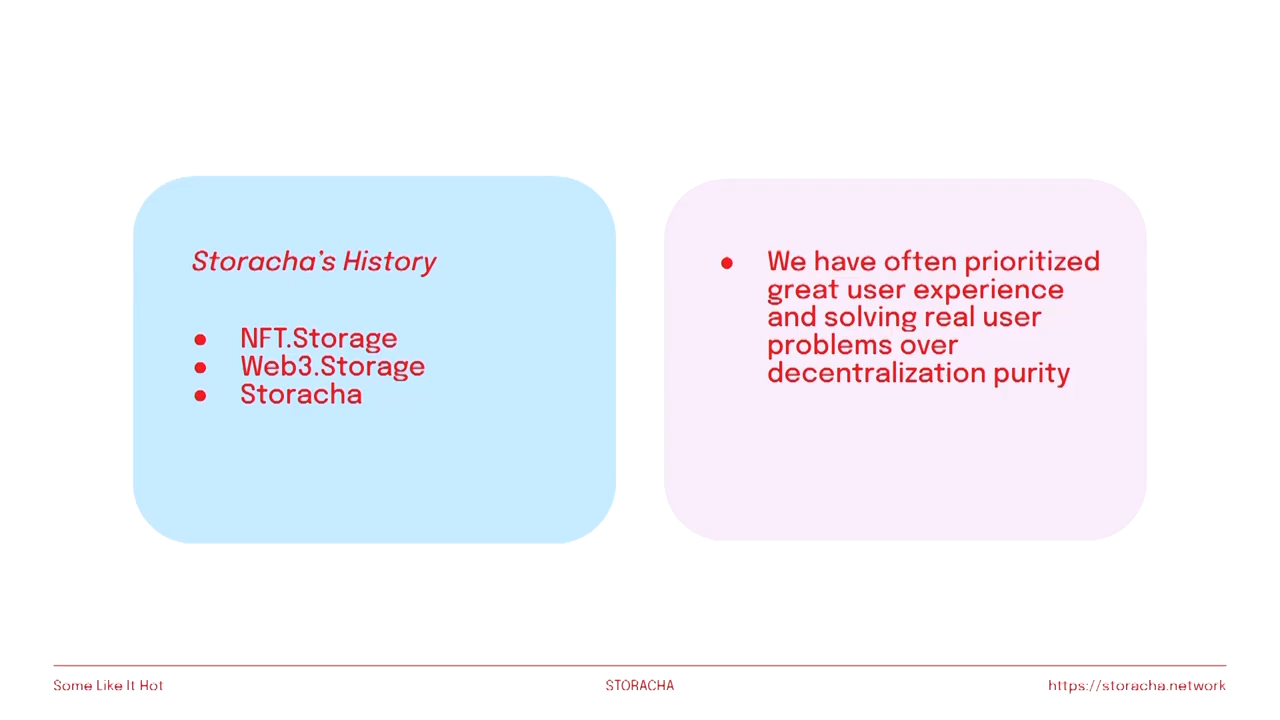 Storacha's History
● NFT.Storage
● Web3.Storage
● Storacha
● We have often prioritized
great user experience
and solving real user
problems over
decentralization purity
Some Like It Hot
STORACHA
https://storacha.network